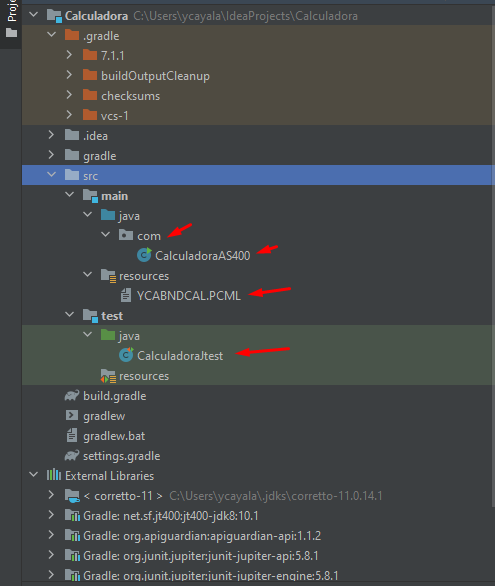 Proje
Calculadora C:\Users\ycayala\IdeaProjects\Calculadora
.gradle
7.1.1
buildOutputCleanup
checksums
vcs-1
.idea
gradle
src
main
java
com
CalculadoraAS400
resources
YCABNDCAL.PCML
test
java
CalculadoraJtest
resources
build.gradle
gradlew
gradlew.bat
settings.gradle
External Libraries
< corretto-11 > C:\Users\ycayala\.jdks\corretto-11.0.14.1
Gradle: net.sf.jt400:jt400-jdk8:10.1
Gradle: org.apiguardian:apiguardian-api:1.1.2
Gradle: org.junit.jupiter:junit-jupiter-api:5.8.1
Gradle: org.junit.jupiter:junit-jupiter-engine:5.8.1